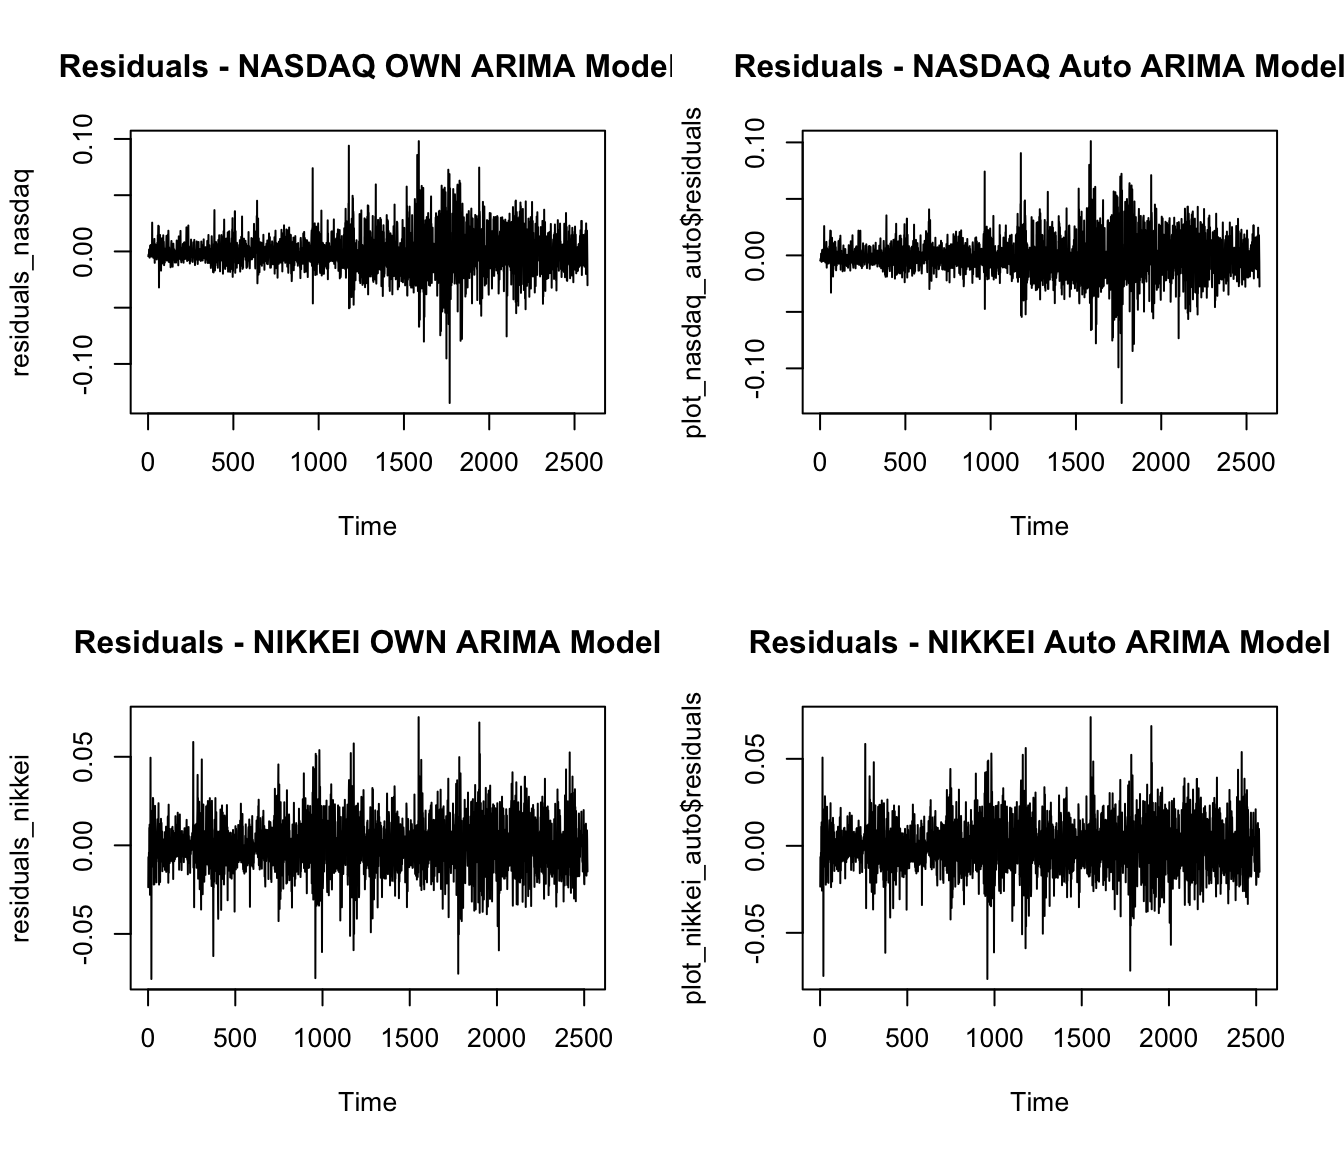 Residuals - NASDAQ OWN ARIMA Model
residuals_nasdaq
0.10
0.00
-0.10
0 500 1000 1500 2000 2500
Time
Residuals - NASDAQ Auto ARIMA Model
plot_nasdaq_auto$residuals
0.10
0.00
-0.10
0 500 1000 1500 2000 2500
Time
Residuals - NIKKEI OWN ARIMA Model
residuals_nikkei
0.05
0.00
-0.05
0 500 1000 1500 2000 2500
Time
Residuals - NIKKEI Auto ARIMA Model
plot_nikkei_auto$residuals
0.05
0.00
-0.05
0 500 1000 1500 2000 2500
Time